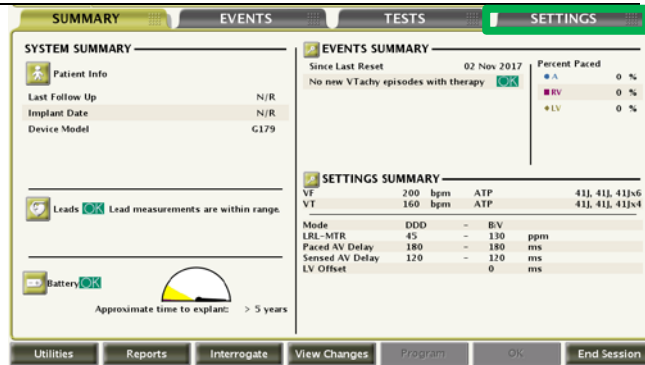 SUMMARY EVENTS TESTS SETTINGS
SYSTEM SUMMARY
Patient Info
Last Follow Up N/R
Implant Date N/R
Device Model G179
Leads OK Lead measurements are within range.
Battery OK
Approximate time to explant: > 5 years
EVENTS SUMMARY
Since Last Reset 02 Nov 2017
No new VTachy episodes with therapy OK
Percent Paced
A 0 %
RV 0 %
LV 0 %
SETTINGS SUMMARY
VF 200 bpm ATP 41J, 41J, 41Jx6
VT 160 bpm ATP 41J, 41J, 41Jx4
Mode DDD - BiV
LRL-MTR 45 - 130 ppm
Paced AV Delay 180 - 180 ms
Sensed AV Delay 120 - 120 ms
LV Offset 0 ms
Utilities Reports Interrogate View Changes Program OK End Session